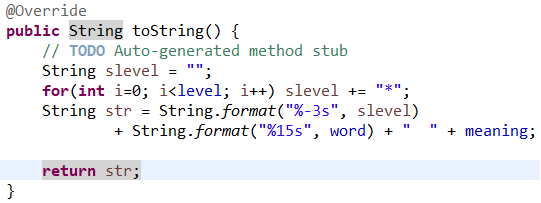 @Override
public String toString() {
    // TODO Auto-generated method stub
    String slevel = "";
    for(int i=0; i<level; i++) slevel += "*";
    String str = String.format("%-3s", slevel)
            + String.format("%15s", word) + "  " + meaning;
    return str;
}